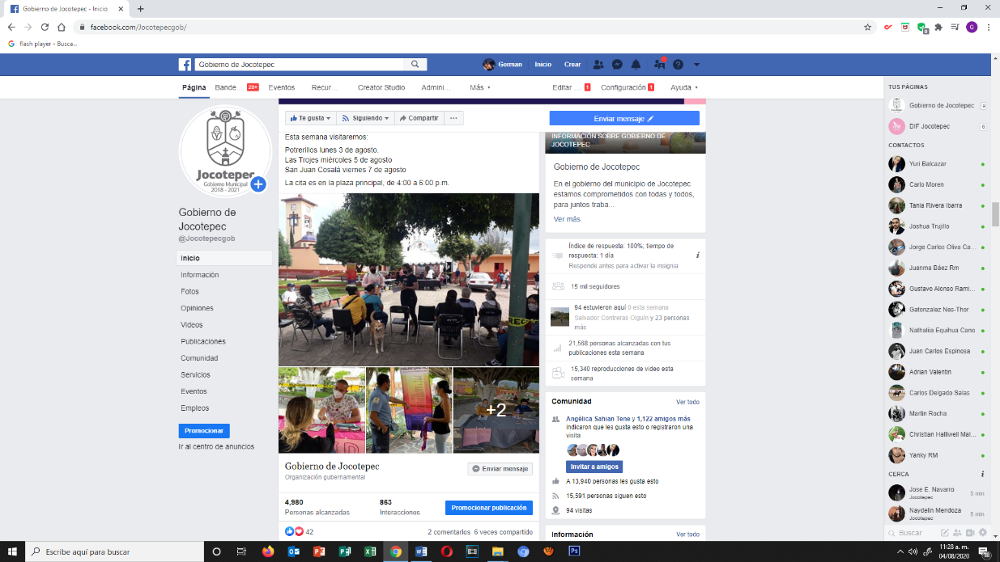 Gobierno de Jocotepec - Inicio
facebook.com/Jocotepecgob/
flash player - Busca...
Gobierno de Jocotepec
German
Inicio
Crear
Página
Bande...
20+
Eventos
Recur...
Creator Studio
Admini...
Más
Editar ...
1
Configuración
1
Ayuda
Jocotepec
Gobierno Municipal
2018 - 2021
Gobierno de
Jocotepec
@Jocotepecgob
Inicio
Información
Fotos
Opiniones
Videos
Publicaciones
Comunidad
Servicios
Eventos
Empleos
Promocionar
Ir al centro de anuncios
Te gusta
Siguiendo
Compartir
Enviar mensaje
Esta semana visitaremos:
Potrerillos lunes 3 de agosto.
Las Trojes miércoles 5 de agosto
San Juan Cosalá viernes 7 de agosto
La cita es en la plaza principal, de 4:00 a 6:00 p.m.
+2
Gobierno de Jocotepec
Organización gubernamental
Enviar mensaje
4,980
Personas alcanzadas
863
Interacciones
Promocionar publicación
42
2 comentarios 6 veces compartido
INFORMACIÓN SOBRE GOBIERNO DE
JOCOTEPEC
Gobierno de Jocotepec
En el gobierno del municipio de Jocotepec
estamos comprometidos con todas y todos,
para juntos traba...
Ver más
Índice de respuesta: 100%; tiempo de
respuesta: 1 día
Responde antes para activar la insignia
15 mil seguidores
94 estuvieron aquí 0 esta semana
Salvador Contreras Olguín y 23 personas
más
21,568 personas alcanzadas con tus
publicaciones esta semana
15,340 reproducciones de video esta
semana
Comunidad
Ver todo
Angélica Sahian Tene y 1,122 amigos más
indicaron que les gusta esto o registraron una
visita
Invitar a amigos
A 13,940 personas les gusta esto
15,591 personas siguen esto
94 visitas
Información
Ver todo
TUS PÁGINAS
Gobierno de Jocotepec
9
DIF Jocotepec
6
CONTACTOS
Yuri Balcazar
Carlo Moren
Tania Rivera Ibarra
Joshua Trujillo
Jorge Carlos Oliva Ca...
Juanma Báez Rm
Gustavo Alonso Rami...
Gatonzalez Nes-Thor
Nathaliia Equihua Cano
Juan Carlos Espinosa
Adrian Valentin
Carlos Delgado Salas
Martin Rocha
Christian Halliwell Mal...
Yanky RM
CERCA
Jose E. Navarro
Jocotepec
5 min
Naydelin Mendoza
Jocotepec
5 min
Buscar
Escribe aquí para buscar
11:28 a. m.
04/08/2020
18